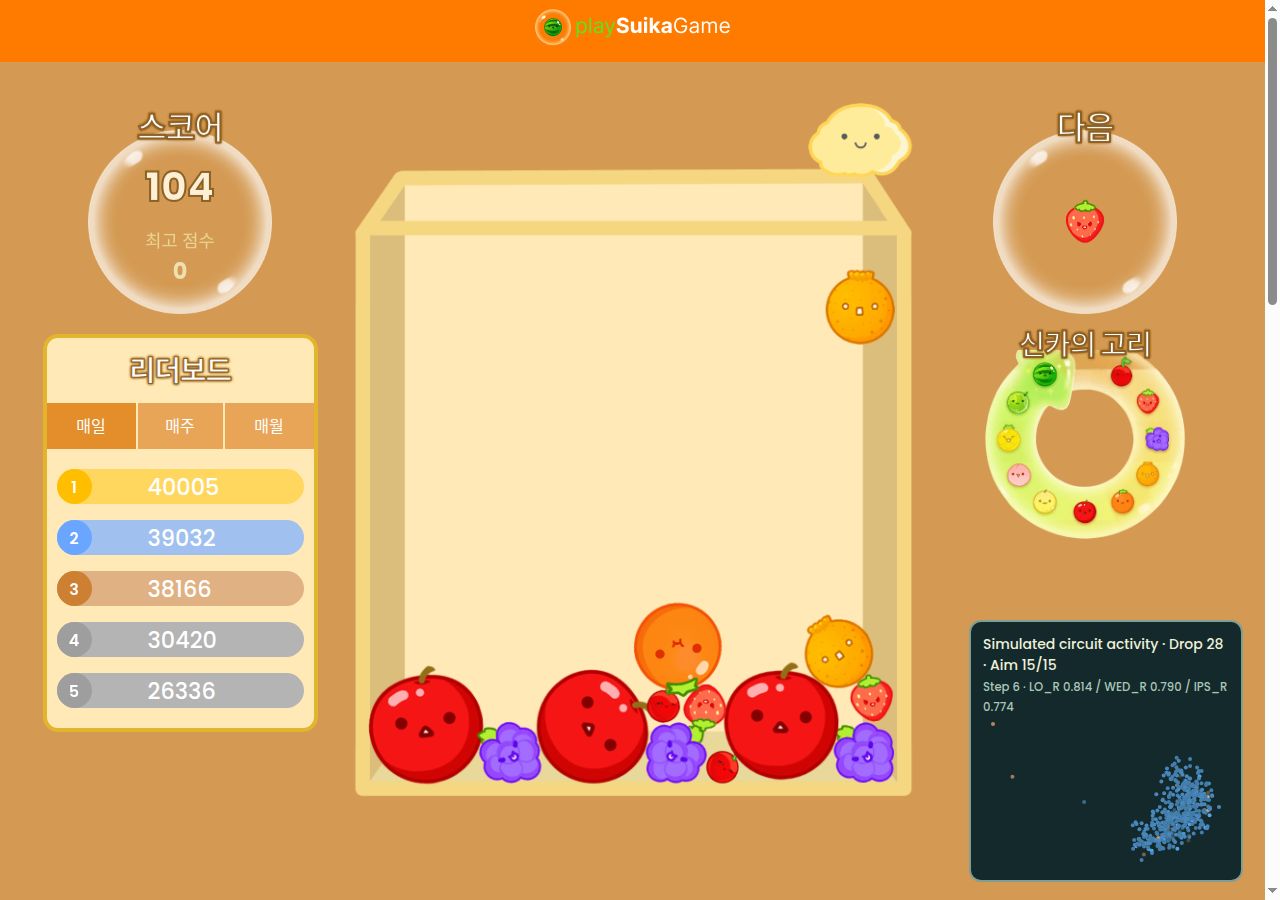 playSuikaGame
스코어
104
최고 점수
0
다음
신카의 고리
리더보드
매일 매주 매월
1 40005
2 39032
3 38166
4 30420
5 26336
Simulated circuit activity · Drop 28
· Aim 15/15
Step 6 · LO_R 0.814 / WED_R 0.790 / IPS_R
0.774